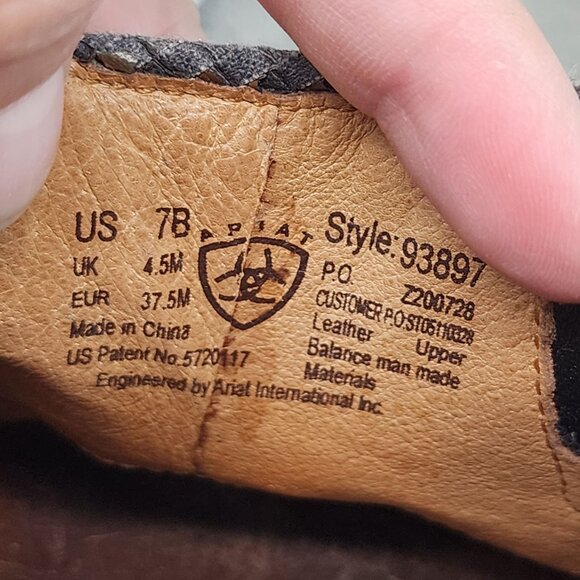 US 7B
UK 4.5M
EUR 37.5M
Made in China
US Patent No. 5720117
Engineered by Ariat International Inc.
ARIAT
Style: 93897
P.O. Z200728
CUSTOMER P.O.ST05110328
Leather Upper
Balance man made
Materials